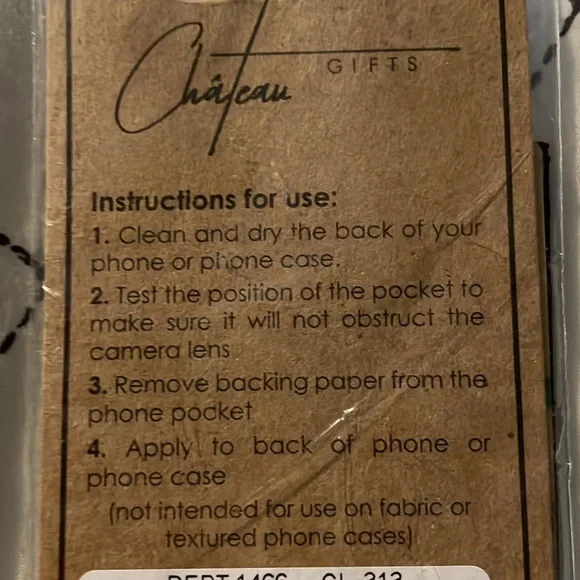 Château GIFTS
Instructions for use:
1. Clean and dry the back of your
phone or phone case.
2. Test the position of the pocket to
make sure it will not obstruct the
camera lens
3. Remove backing paper from the
phone pocket
4. Apply to back of phone or
phone case
(not intended for use on fabric or
textured phone cases)